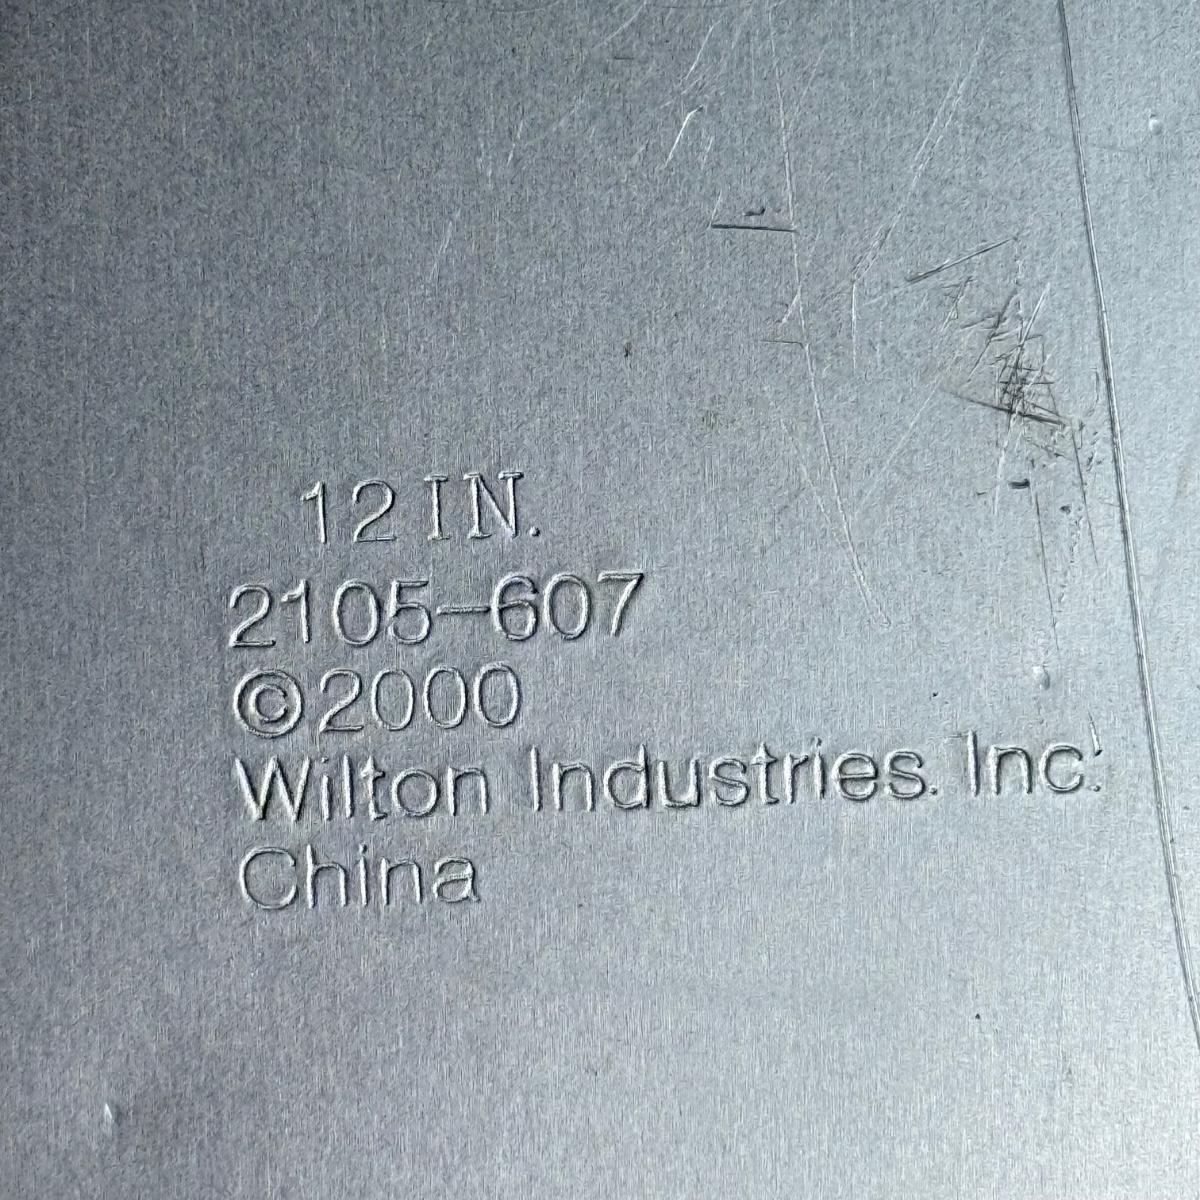 12 IN.
2105-607
©2000
Wilton Industries. Inc.
China